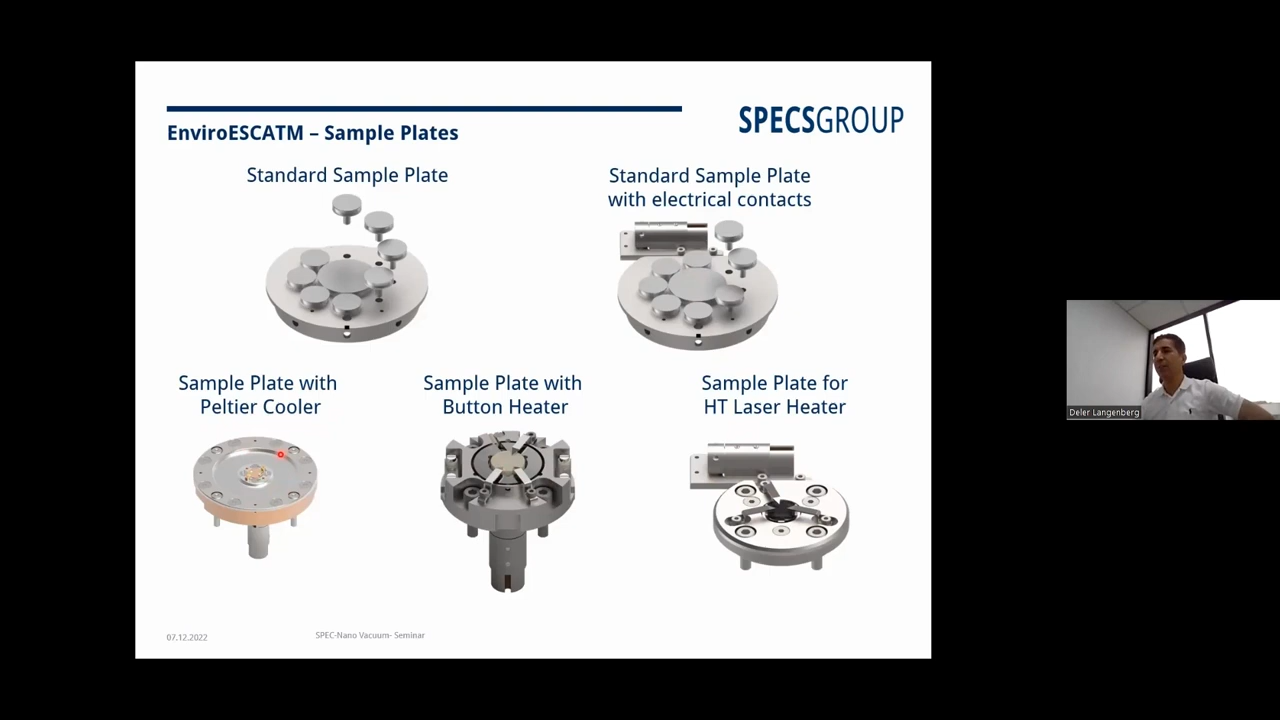 EnviroESCATM – Sample Plates
SPECSGROUP
Standard Sample Plate
Standard Sample Plate
with electrical contacts
Sample Plate with
Peltier Cooler
Sample Plate with
Button Heater
Sample Plate for
HT Laser Heater
Deler Langenberg
07.12.2022
SPEC-Nano Vacuum- Seminar